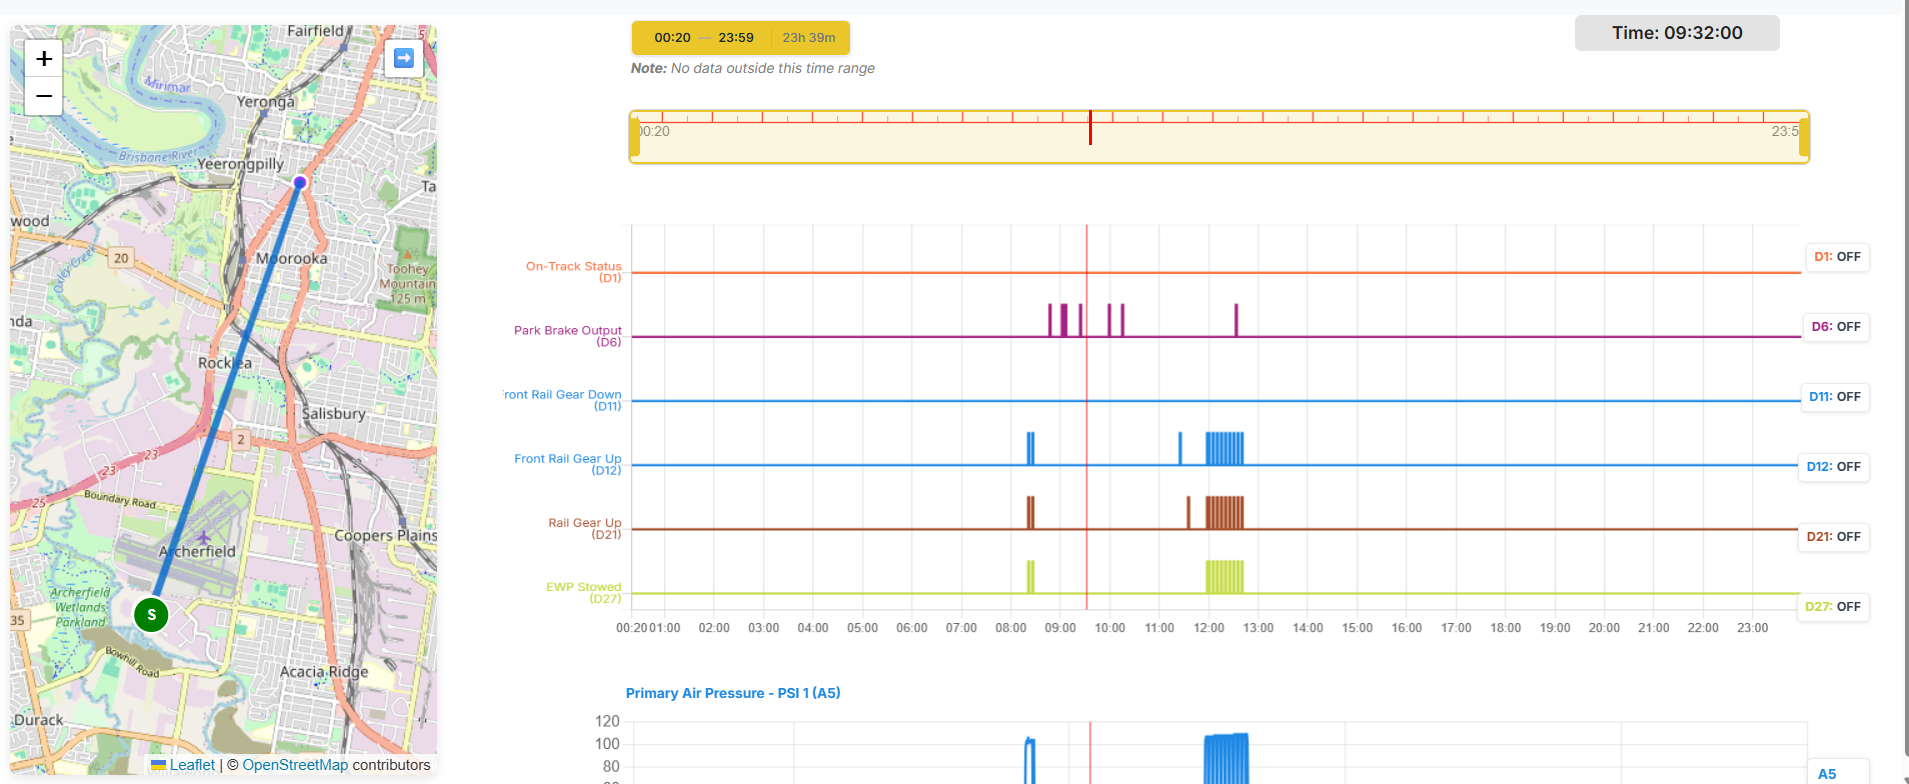 Fairfield
5
Mirimar
Yeronga
Brisbane River
Yeerongpilly
Ta
wood
20
Oxley Creek
Moorooka
Toohey
Mountain
125 m
nda
Rocklea
Salisbury
2
23
23
25
Boundary Road
Coopers Plains
Archerfield
Archerfield
Wetlands
Parkland
S
35
Bowhill Road
Acacia Ridge
Durack
+
−
Leaflet | © OpenStreetMap contributors
00:20 — 23:59 23h 39m
Note: No data outside this time range
Time: 09:32:00
00:20
23:5
On-Track Status
(D1)
D1: OFF
Park Brake Output
(D6)
D6: OFF
Front Rail Gear Down
(D11)
D11: OFF
Front Rail Gear Up
(D12)
D12: OFF
Rail Gear Up
(D21)
D21: OFF
EWP Stowed
(D27)
D27: OFF
00:20 01:00 02:00 03:00 04:00 05:00 06:00 07:00 08:00 09:00 10:00 11:00 12:00 13:00 14:00 15:00 16:00 17:00 18:00 19:00 20:00 21:00 22:00 23:00
Primary Air Pressure - PSI 1 (A5)
120
100
80
A5